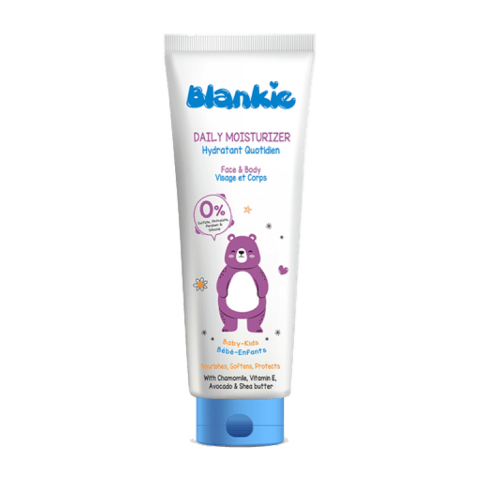 Blankie
DAILY MOISTURIZER
Hydratant Quotidien
Face & Body
Visage et Corps
0%
Paraben &
Baby-Kids
Bébé-Enfants
Nourishes, Softens, Protects
With Chamomile, Vitamin E,
Avocado & Shea butter